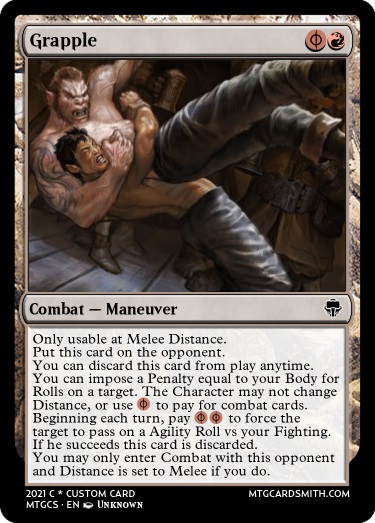 Grapple
Combat — Maneuver
Only usable at Melee Distance.
Put this card on the opponent.
You can discard this card from play anytime.
You can impose a Penalty equal to your Body for
Rolls on a target. The Character may not change
Distance, or use to pay for combat cards.
Beginning each turn, pay to force the
target to pass on a Agility Roll vs your Fighting.
If he succeeds this card is discarded.
You may only enter Combat with this opponent
and Distance is set to Melee if you do.
2021 C * CUSTOM CARD
MTGCARDSMITH.COM
MTGCS · EN Unknown